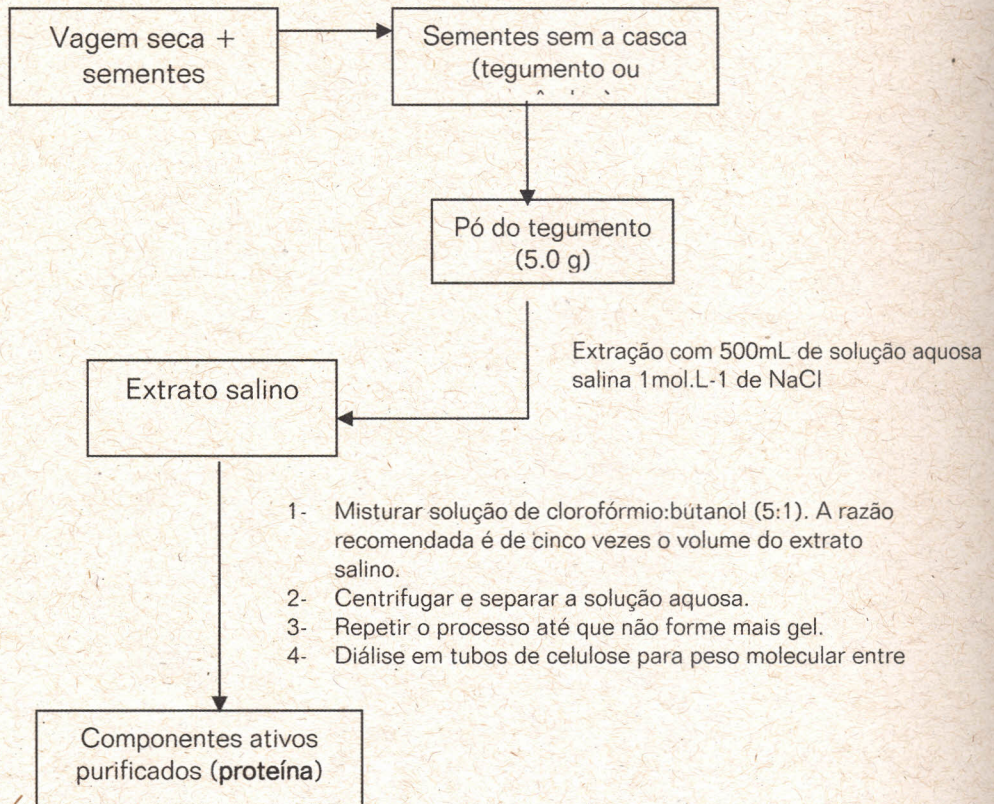 Vagem seca +
sementes
Sementes sem a casca
(tegumento ou
Pó do tegumento
(5.0 g)
Extração com 500mL de solução aquosa
salina 1mol.L-1 de NaCl
Extrato salino
1- Misturar solução de clorofórmio:butanol (5:1). A razão
recomendada é de cinco vezes o volume do extrato
salino.
2- Centrifugar e separar a solução aquosa.
3- Repetir o processo até que não forme mais gel.
4- Diálise em tubos de celulose para peso molecular entre
Componentes ativos
purificados (proteína)